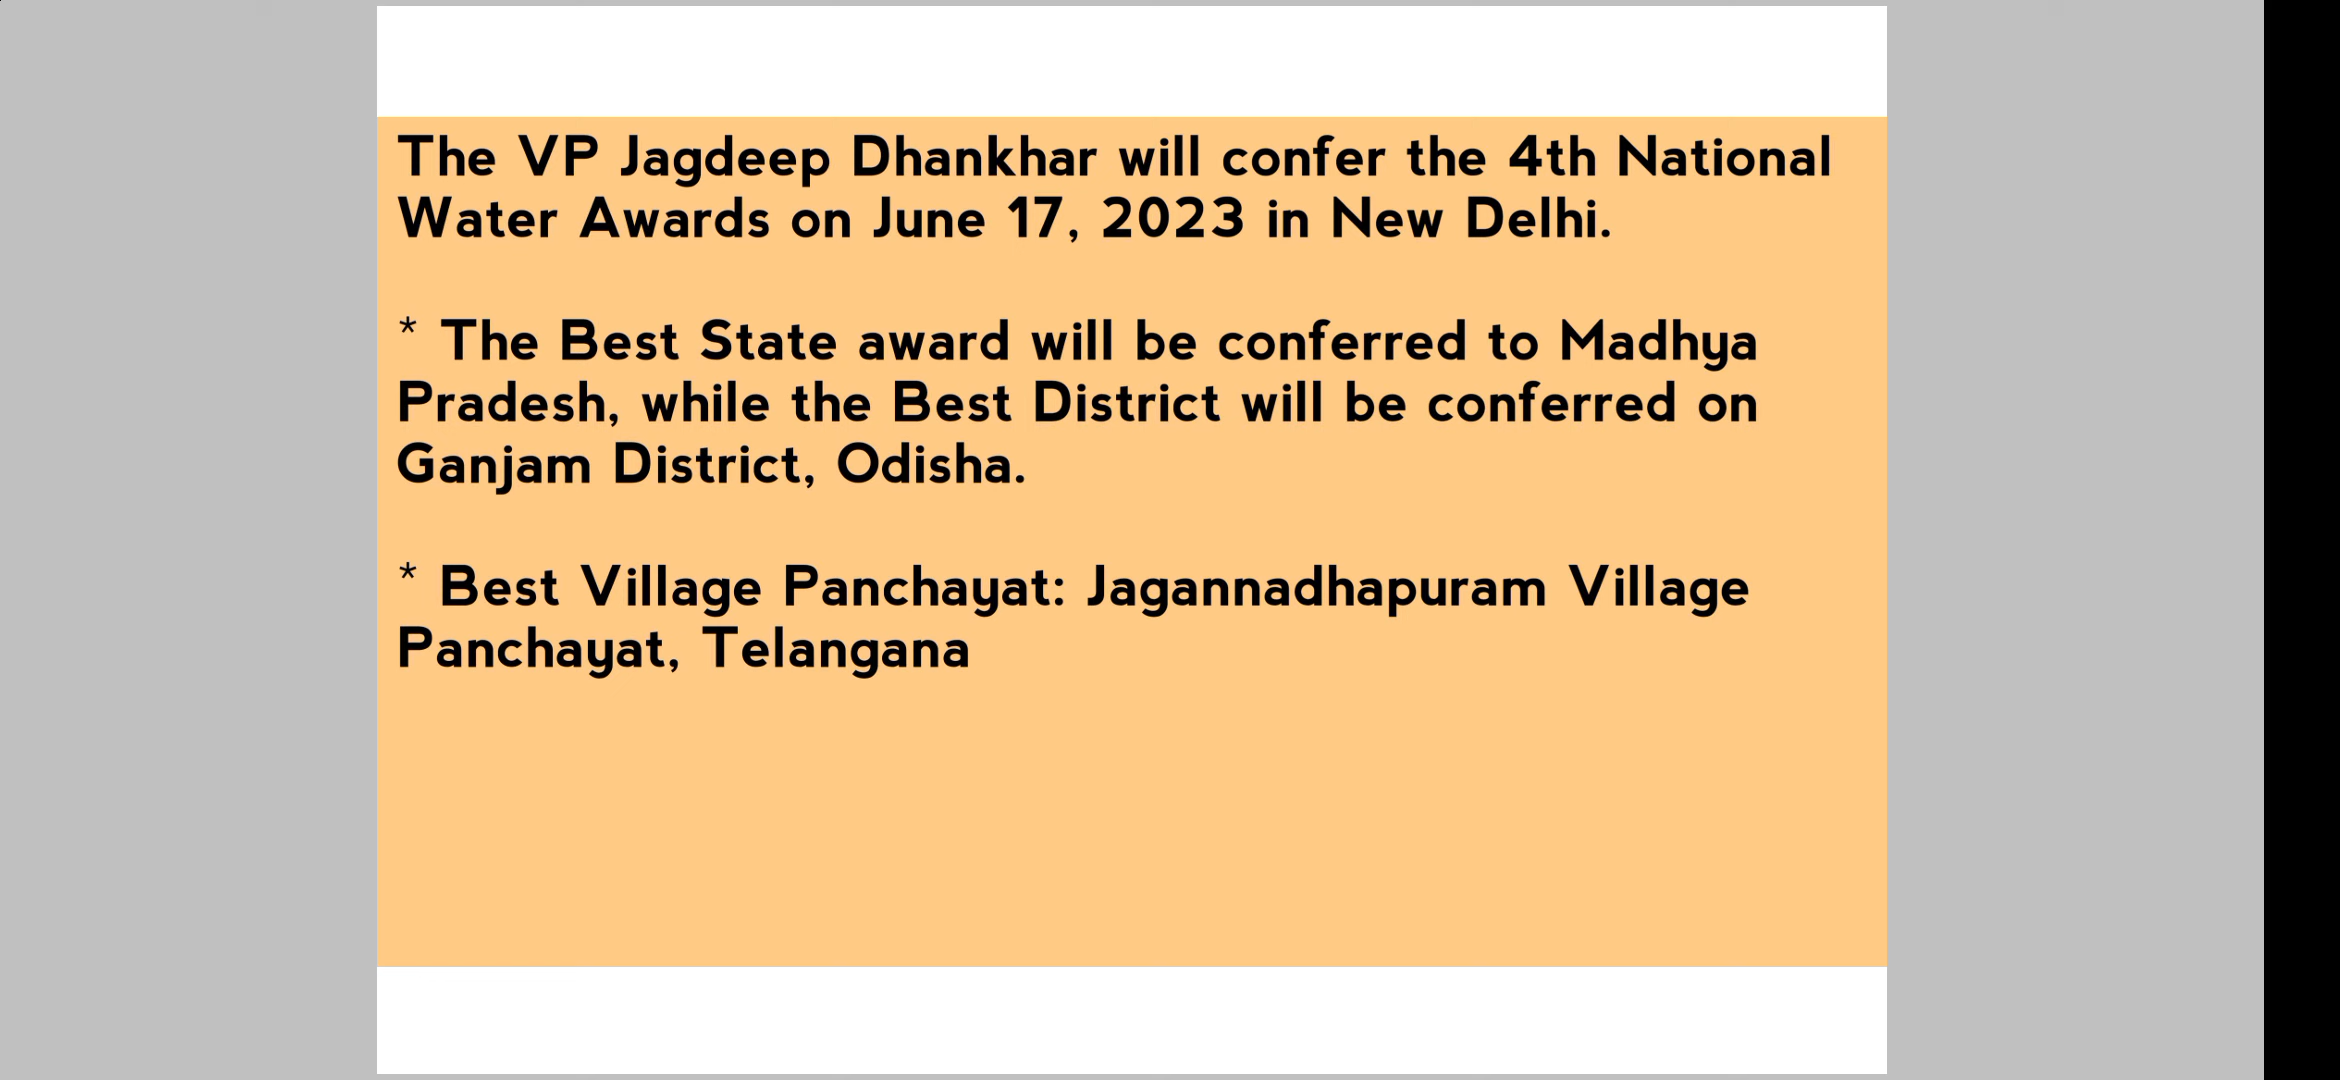 The VP Jagdeep Dhankhar will confer the 4th National
Water Awards on June 17, 2023 in New Delhi.
* The Best State award will be conferred to Madhya
Pradesh, while the Best District will be conferred on
Ganjam District, Odisha.
* Best Village Panchayat: Jagannadhapuram Village
Panchayat, Telangana